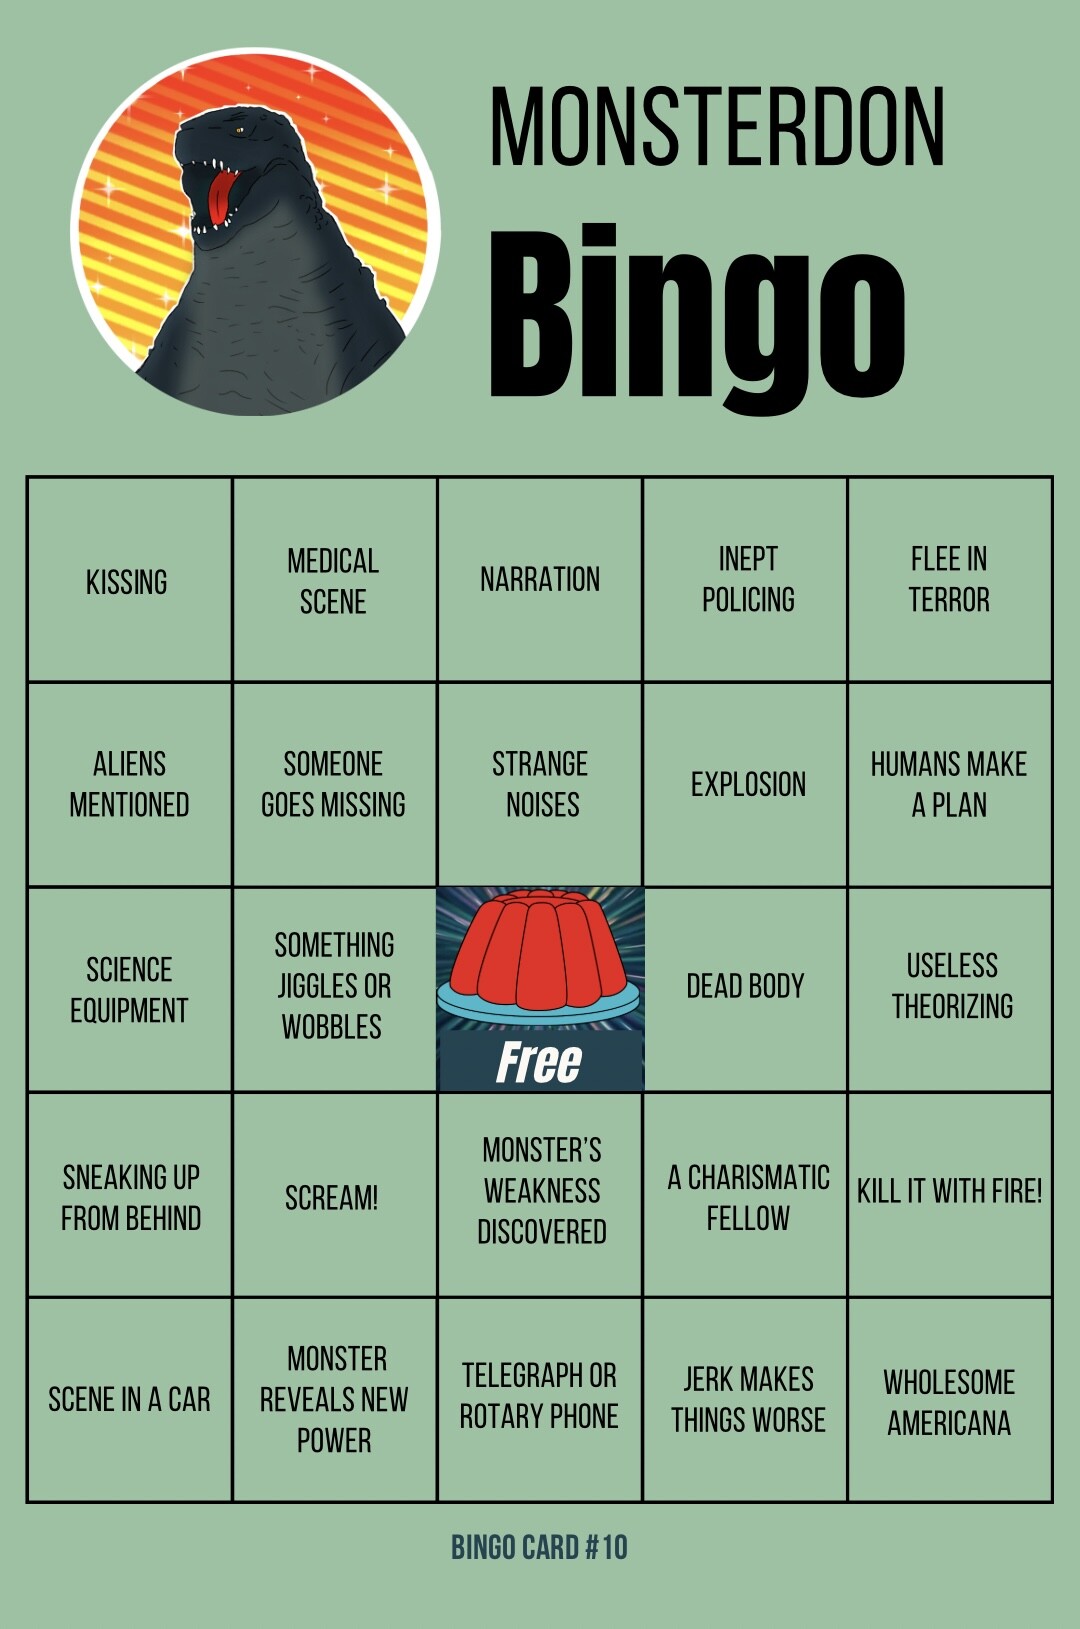 MONSTERDON
Bingo
KISSING
MEDICAL
SCENE
NARRATION
INEPT
POLICING
FLEE IN
TERROR
ALIENS
MENTIONED
SOMEONE
GOES MISSING
STRANGE
NOISES
EXPLOSION
HUMANS MAKE
A PLAN
SCIENCE
EQUIPMENT
SOMETHING
JIGGLES OR
WOBBLES
Free
DEAD BODY
USELESS
THEORIZING
SNEAKING UP
FROM BEHIND
SCREAM!
MONSTER'S
WEAKNESS
DISCOVERED
A CHARISMATIC
FELLOW
KILL IT WITH FIRE!
SCENE IN A CAR
MONSTER
REVEALS NEW
POWER
TELEGRAPH OR
ROTARY PHONE
JERK MAKES
THINGS WORSE
WHOLESOME
AMERICANA
BINGO CARD #10